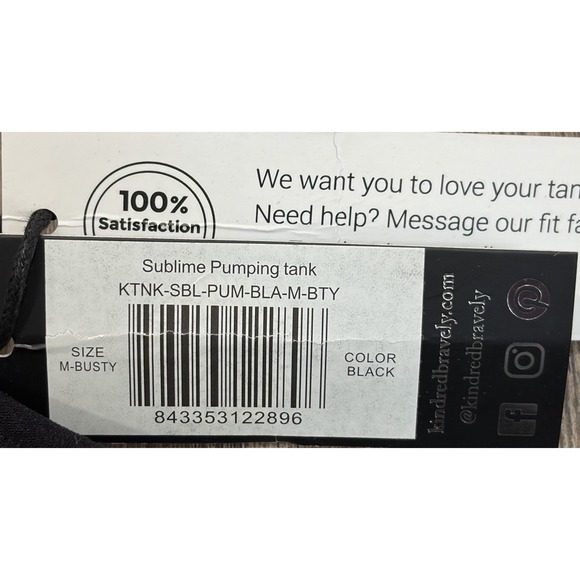 100%
Satisfaction
We want you to love your tan
Need help? Message our fit fa
Sublime Pumping tank
KTNK-SBL-PUM-BLA-M-BTY
SIZE
M-BUSTY
COLOR
BLACK
843353122896
kindredbravely.com
@kindredbravely